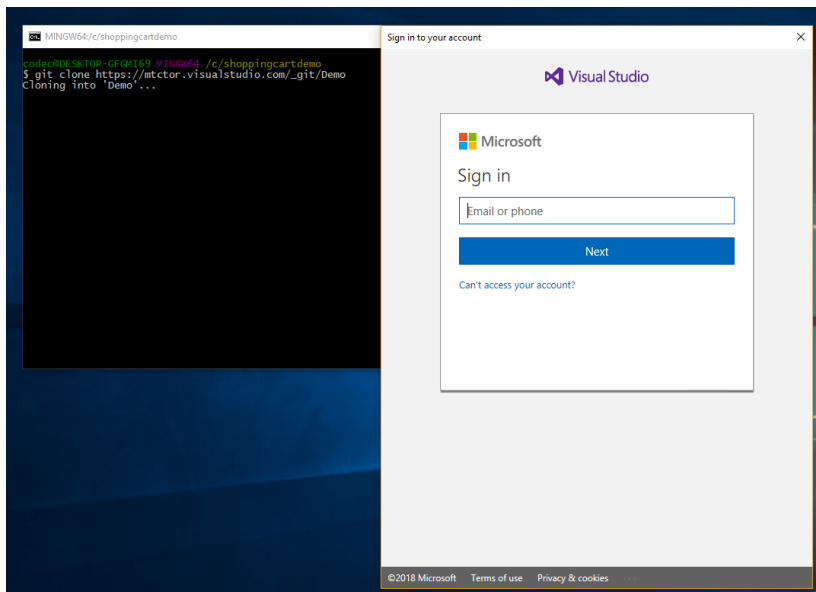 MINGW64:/c/shoppingcartdemo
codec@DESKTOP-GFGMI69 MINGW64 /c/shoppingcartdemo
$ git clone https://mtctor.visualstudio.com/_git/Demo
Cloning into 'Demo'...
Sign in to your account
Visual Studio
Microsoft
Sign in
Email or phone
Next
Can't access your account?
©2018 Microsoft Terms of use Privacy & cookies ...